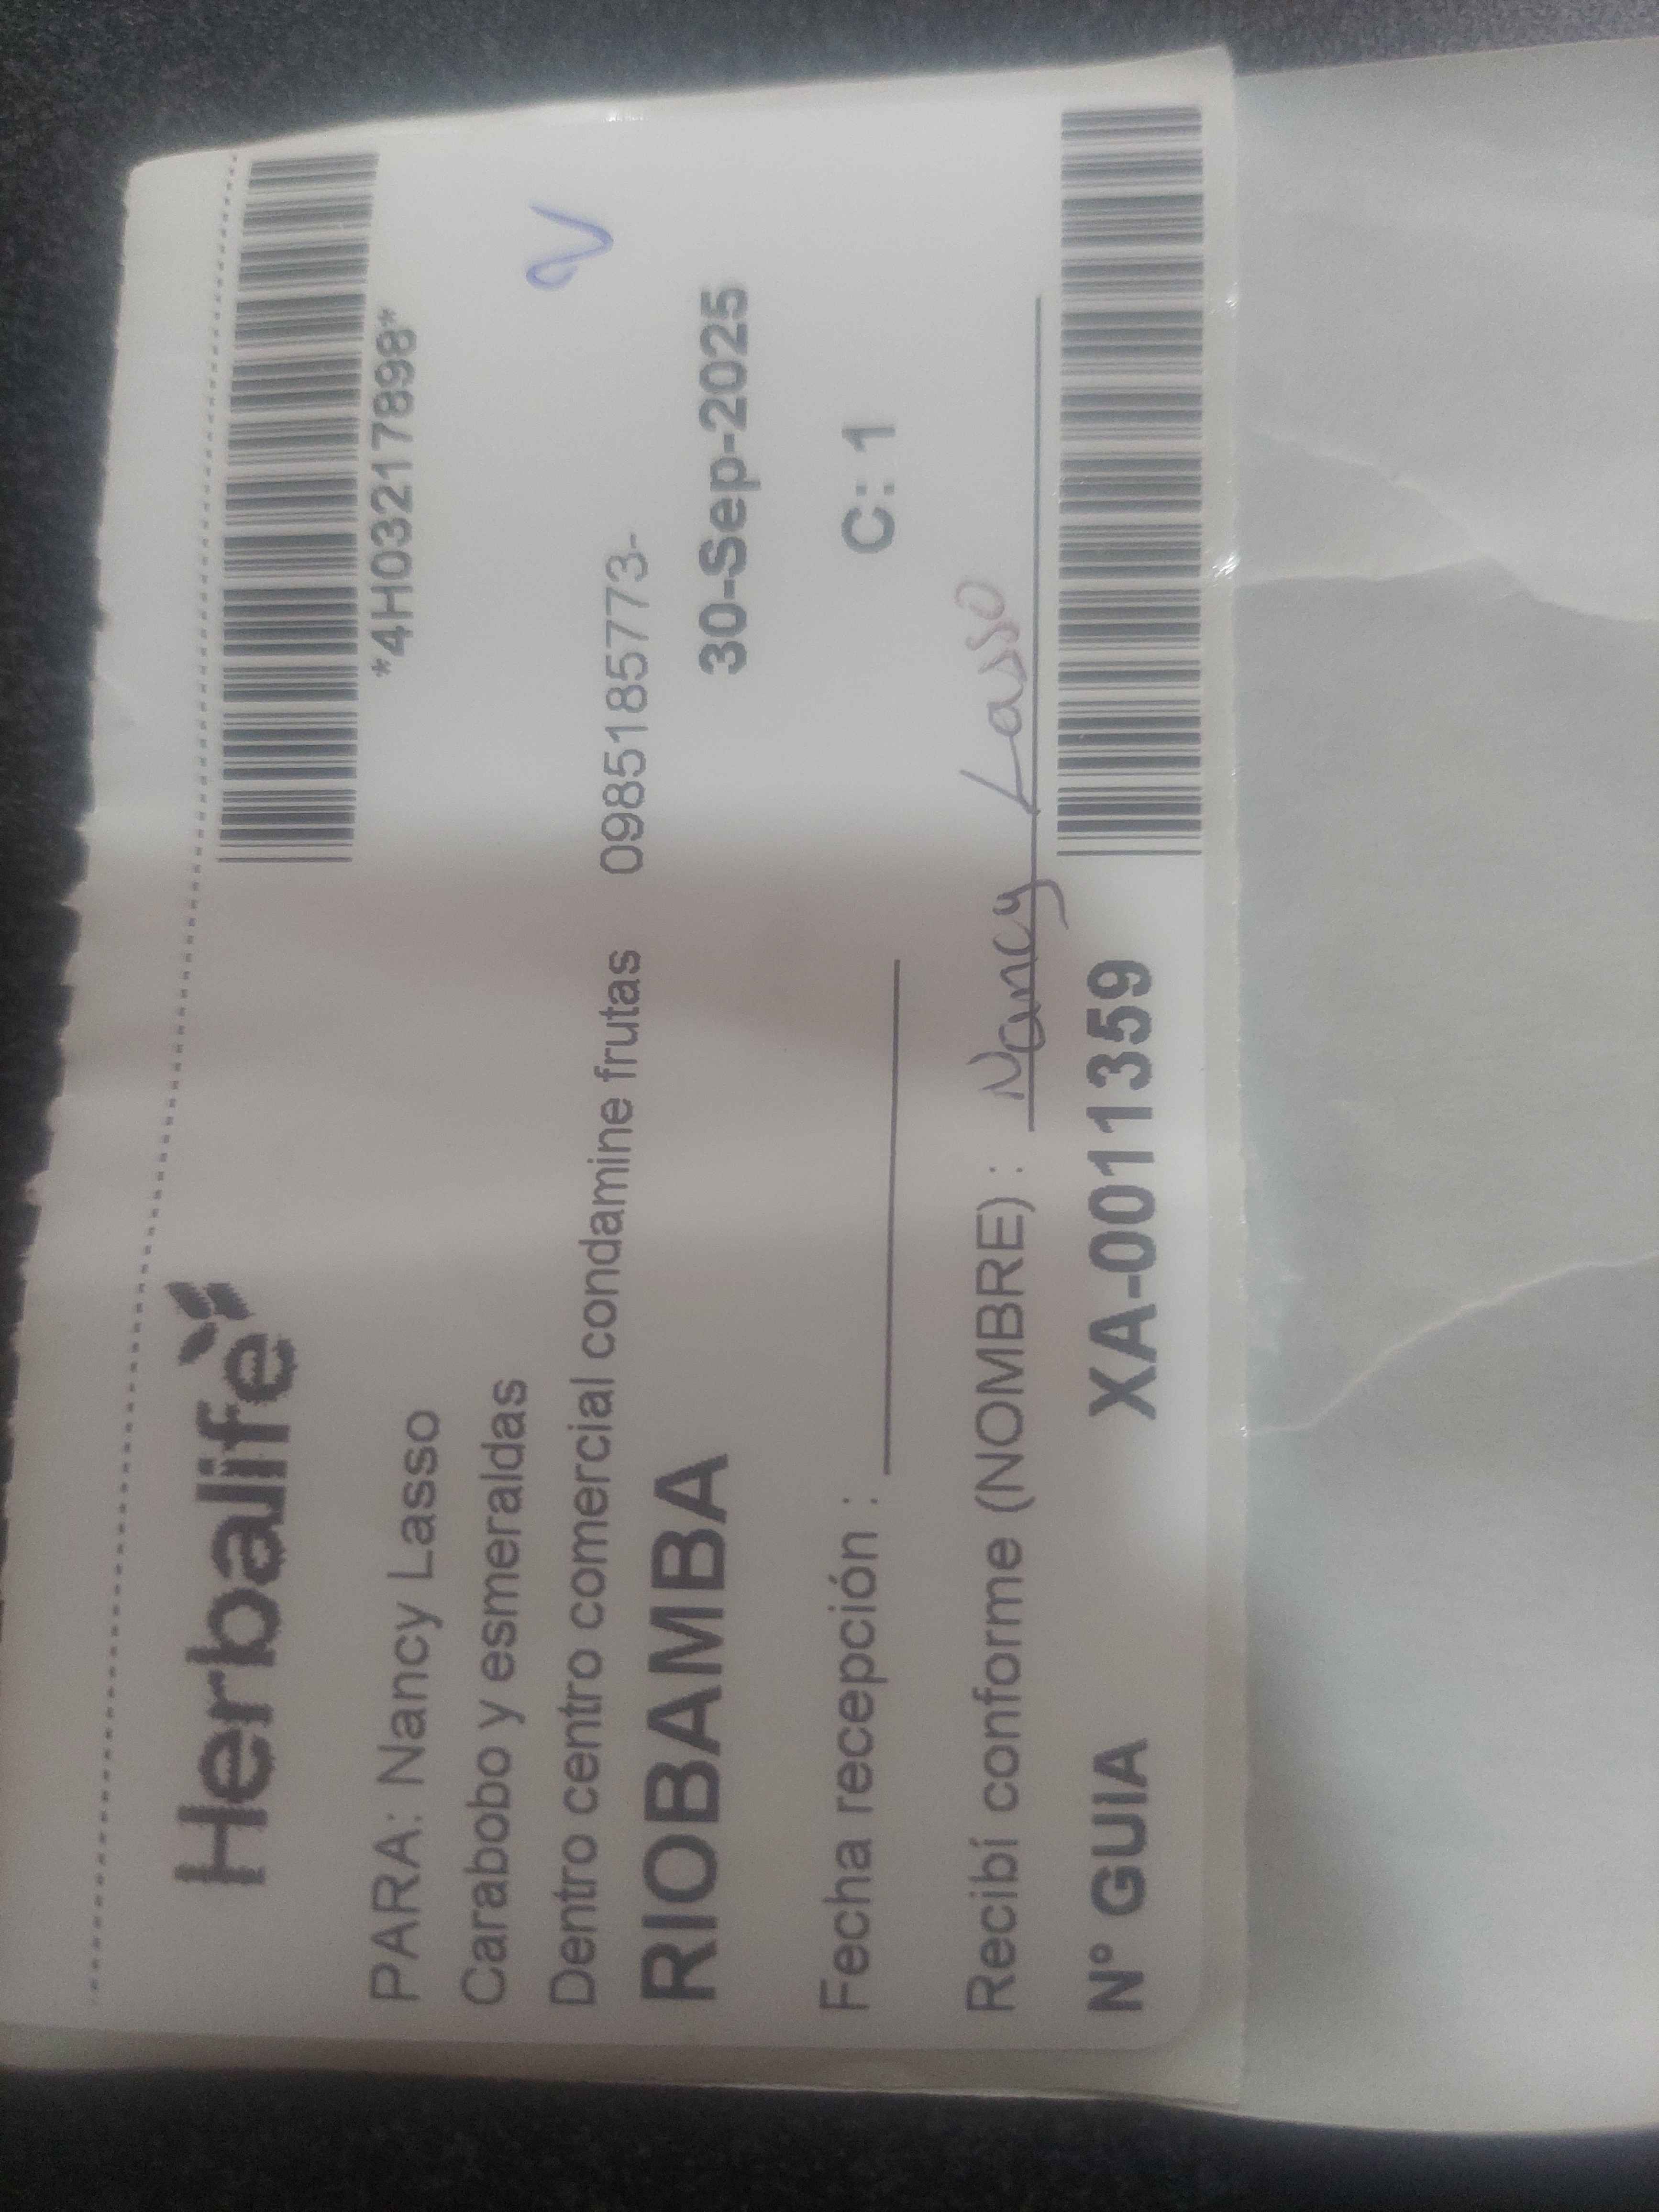 Herbalife
*4H03217898*
PARA: Nancy Lasso
Carabobo y esmeraldas
Dentro centro comercial condamine frutas 0985185773-
RIOBAMBA 30-Sep-2025
Fecha recepción : C: 1
Recibí conforme (NOMBRE) : Nancy Lasso
N° GUIA XA-0011359